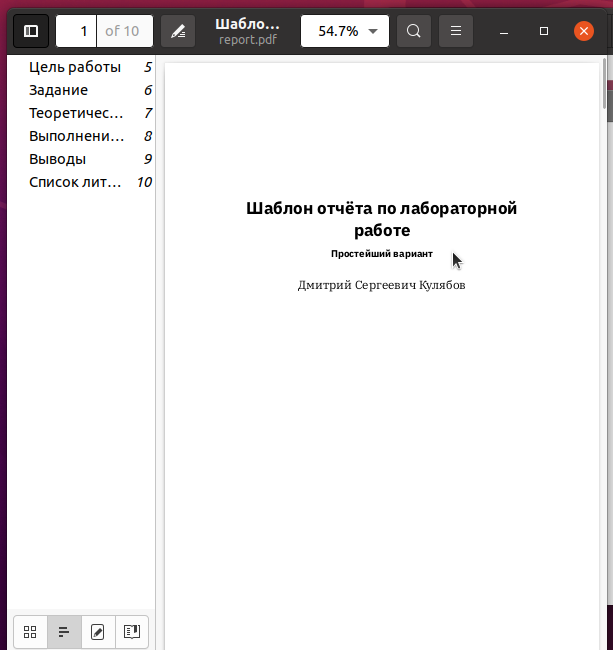 1 of 10
Шабло…
report.pdf
54.7%
Цель работы 5
Задание 6
Теоретичес… 7
Выполнени… 8
Выводы 9
Список лит… 10
Шаблон отчёта по лабораторной
работе
Простейший вариант
Дмитрий Сергеевич Кулябов